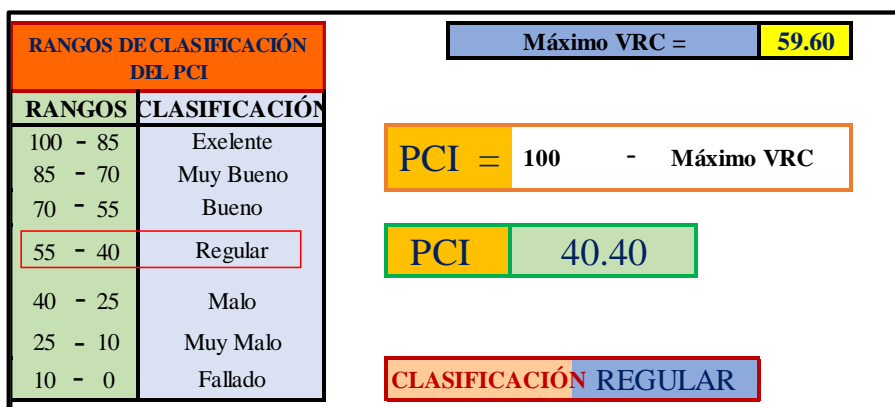 RANGOS DE CLASIFICACIÓN
DEL PCI
RANGOS CLASIFICACIÓN
100 - 85 Exelente
85 - 70 Muy Bueno
70 - 55 Bueno
55 - 40 Regular
40 - 25 Malo
25 - 10 Muy Malo
10 - 0 Fallado
Máximo VRC = 59.60
PCI = 100 - Máximo VRC
PCI 40.40
CLASIFICACIÓN REGULAR